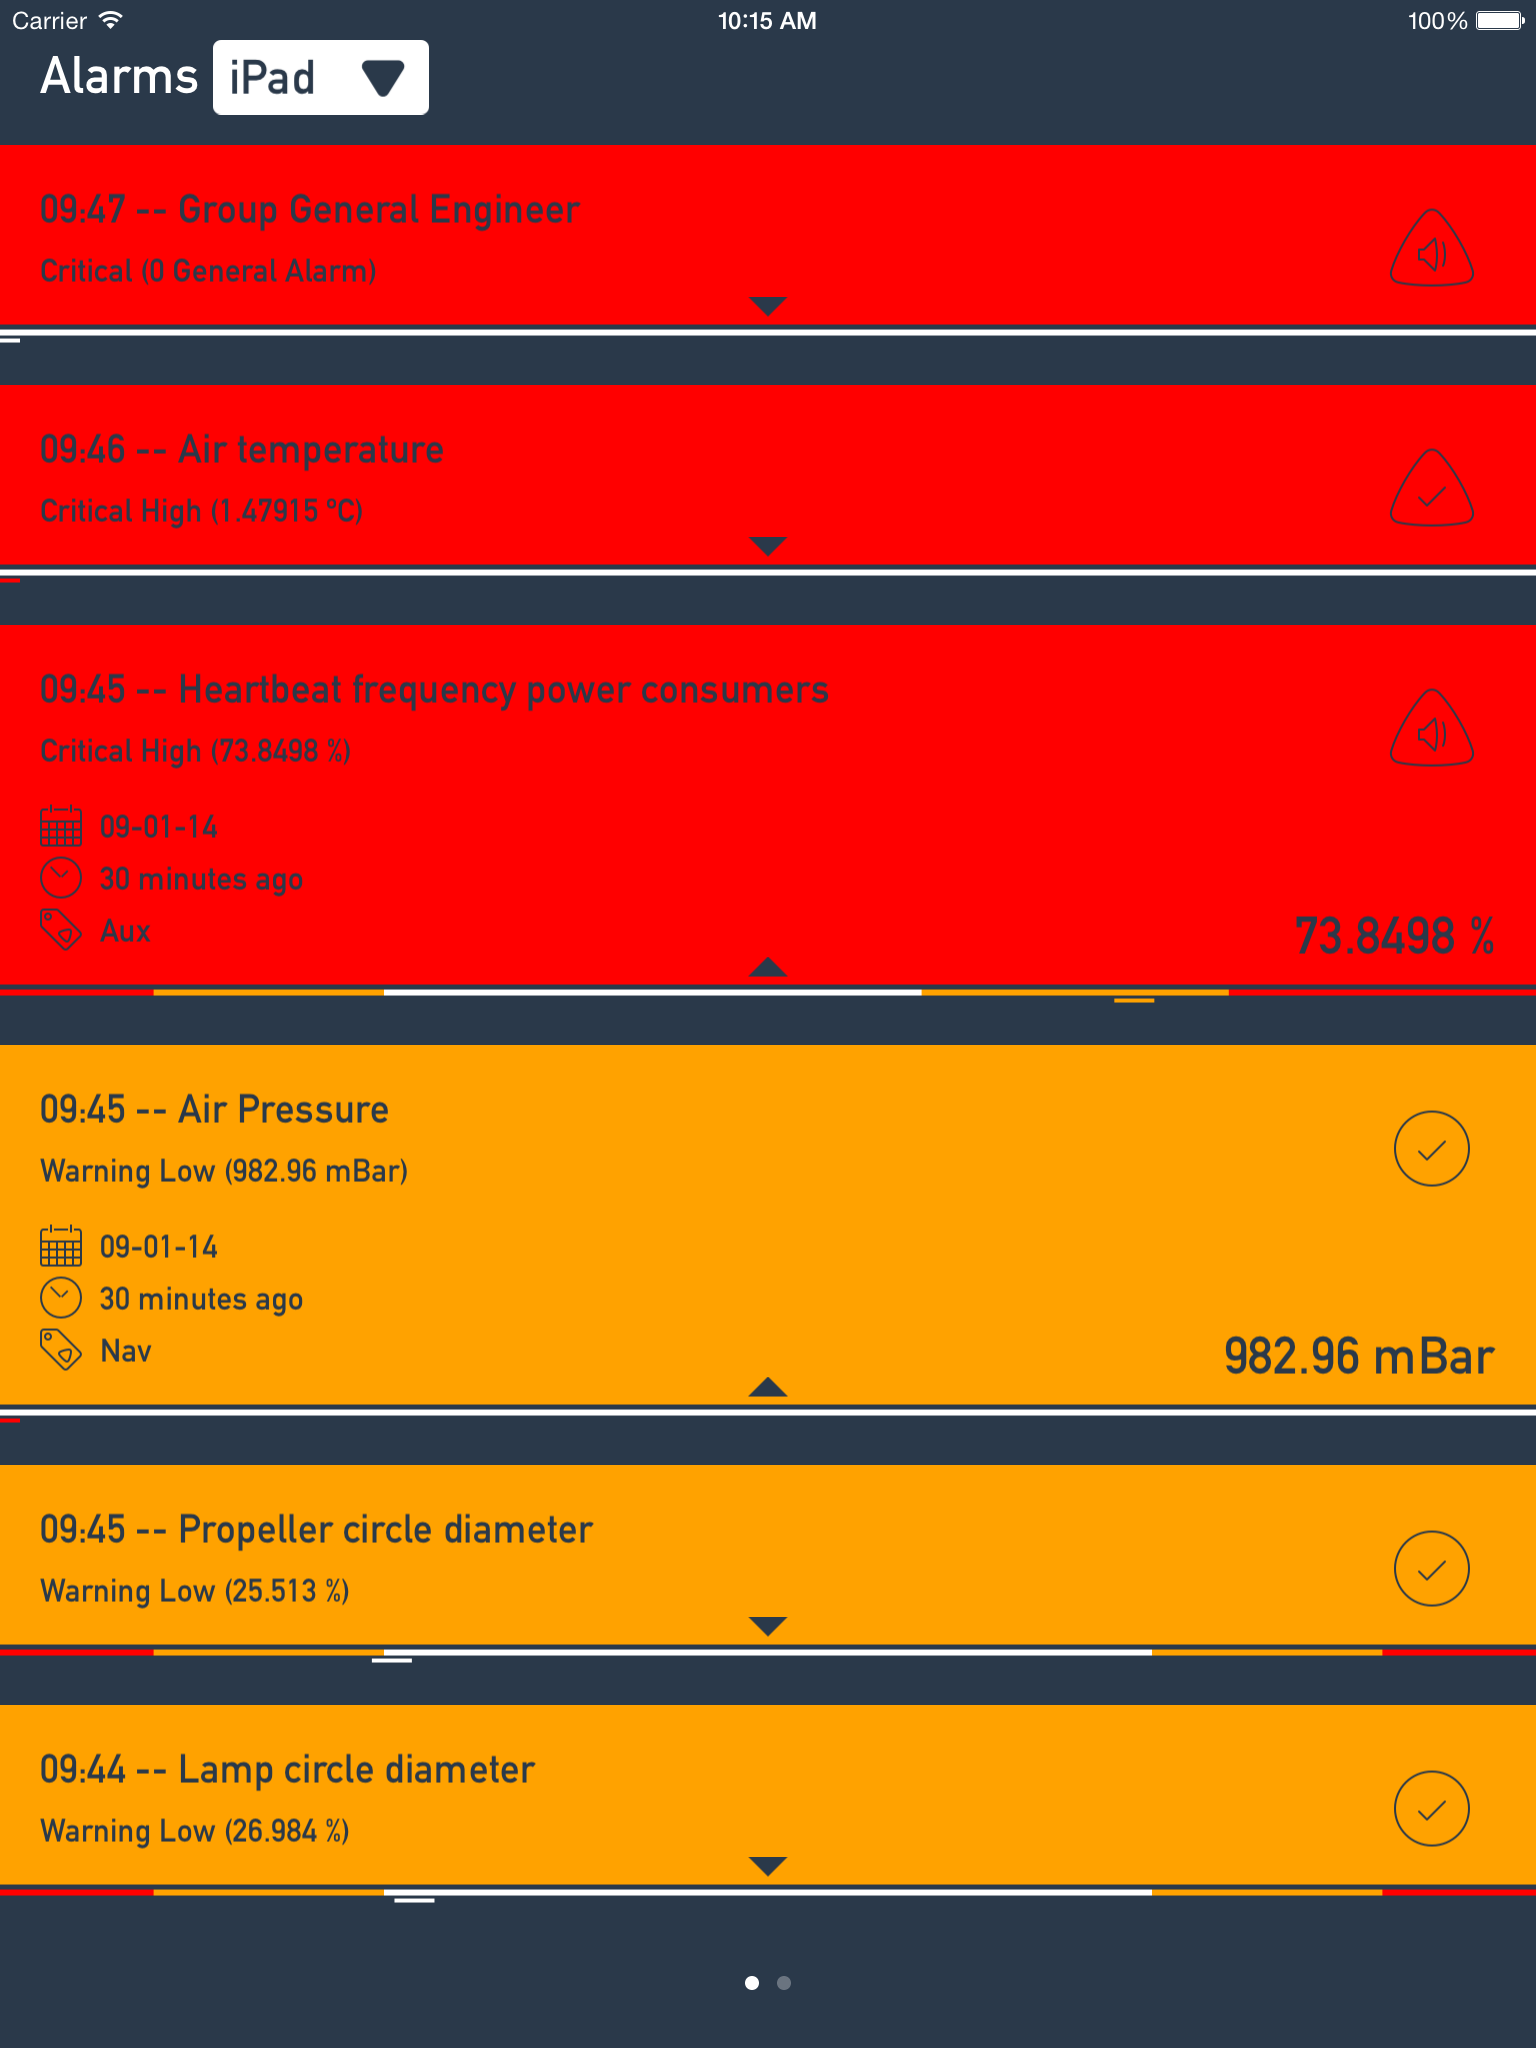 Carrier 10:15 AM 100%
Alarms iPad
09:47 -- Group General Engineer
Critical (0 General Alarm)
09:46 -- Air temperature
Critical High (1.47915 °C)
09:45 -- Heartbeat frequency power consumers
Critical High (73.8498 %)
09-01-14
30 minutes ago
Aux
73.8498 %
09:45 -- Air Pressure
Warning Low (982.96 mBar)
09-01-14
30 minutes ago
Nav
982.96 mBar
09:45 -- Propeller circle diameter
Warning Low (25.513 %)
09:44 -- Lamp circle diameter
Warning Low (26.984 %)